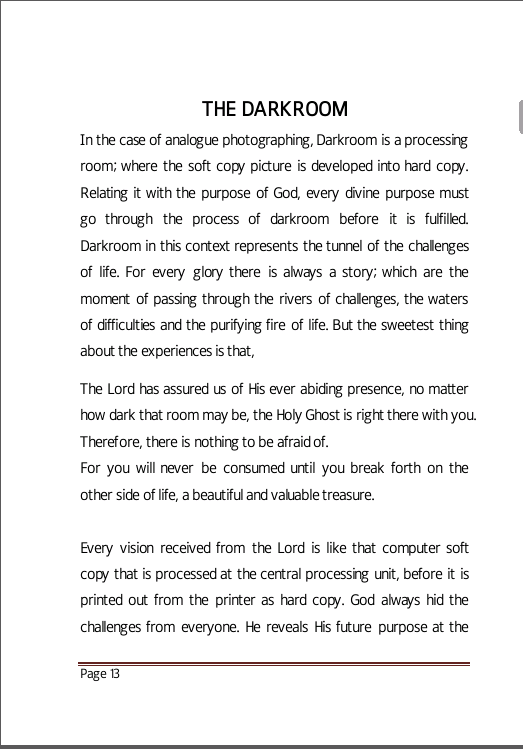 THE DARKROOM
In the case of analogue photographing, Darkroom is a processing
room; where the soft copy picture is developed into hard copy.
Relating it with the purpose of God, every divine purpose must
go through the process of darkroom before it is fulfilled.
Darkroom in this context represents the tunnel of the challenges
of life. For every glory there is always a story; which are the
moment of passing through the rivers of challenges, the waters
of difficulties and the purifying fire of life. But the sweetest thing
about the experiences is that,
The Lord has assured us of His ever abiding presence, no matter
how dark that room may be, the Holy Ghost is right there with you.
Therefore, there is nothing to be afraid of.
For you will never be consumed until you break forth on the
other side of life, a beautiful and valuable treasure.
Every vision received from the Lord is like that computer soft
copy that is processed at the central processing unit, before it is
printed out from the printer as hard copy. God always hid the
challenges from everyone. He reveals His future purpose at the
Page 13